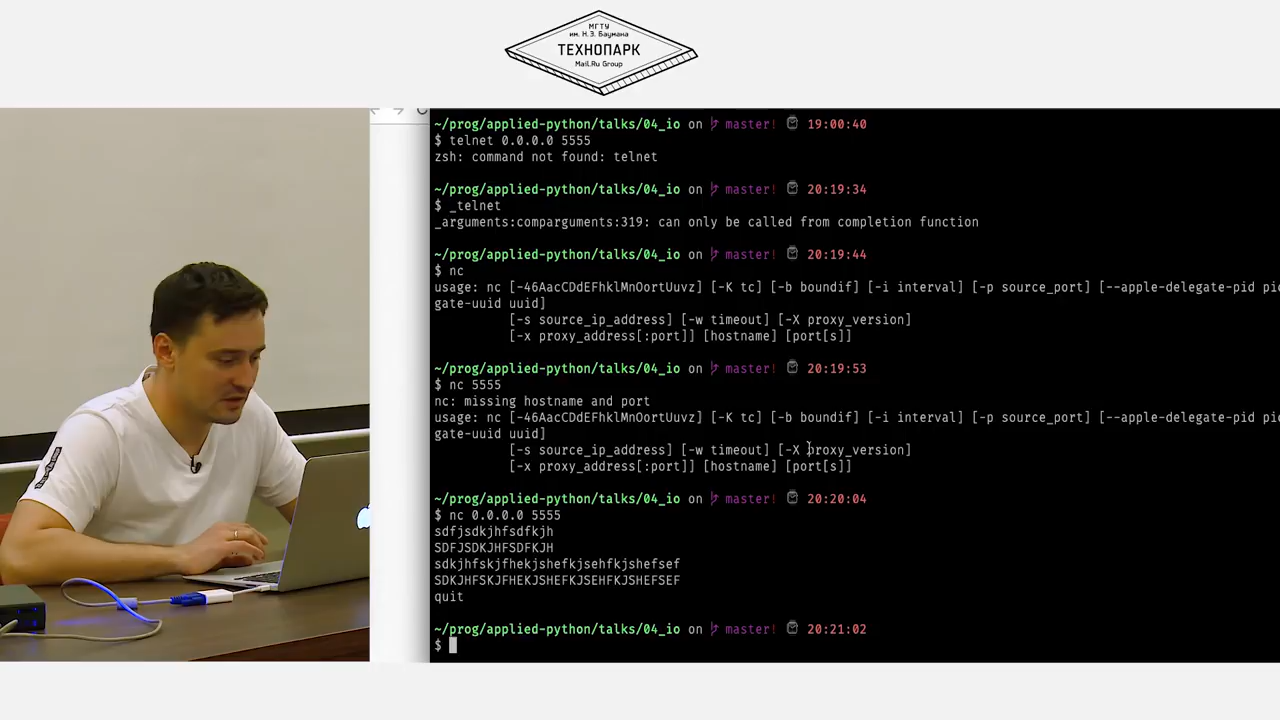 МГТУ
им. Н.Э. Баумана
ТЕХНОПАРК
Mail.Ru Group
~/prog/applied-python/talks/04_io on master! 19:00:40
$ telnet 0.0.0.0 5555
zsh: command not found: telnet
~/prog/applied-python/talks/04_io on master! 20:19:34
$ _telnet
_arguments:comparguments:319: can only be called from completion function
~/prog/applied-python/talks/04_io on master! 20:19:44
$ nc
usage: nc [-46AacCDdEFhklMnOortUuvz] [-K tc] [-b boundif] [-i interval] [-p source_port] [--apple-delegate-pid pid
gate-uuid uuid]
[-s source_ip_address] [-w timeout] [-X proxy_version]
[-x proxy_address[:port]] [hostname] [port[s]]
~/prog/applied-python/talks/04_io on master! 20:19:53
$ nc 5555
nc: missing hostname and port
usage: nc [-46AacCDdEFhklMnOortUuvz] [-K tc] [-b boundif] [-i interval] [-p source_port] [--apple-delegate-pid pid
gate-uuid uuid]
[-s source_ip_address] [-w timeout] [-X proxy_version]
[-x proxy_address[:port]] [hostname] [port[s]]
~/prog/applied-python/talks/04_io on master! 20:20:04
$ nc 0.0.0.0 5555
sdfjsdkjhfsdfkjh
SDFJSDKJHFSDFKJH
sdkjhfskjfhekjshefkjsehfkjshefsef
SDKJHFSKJFHEKJSHEFKJSEHFKJSHEFSEF
quit
~/prog/applied-python/talks/04_io on master! 20:21:02
$